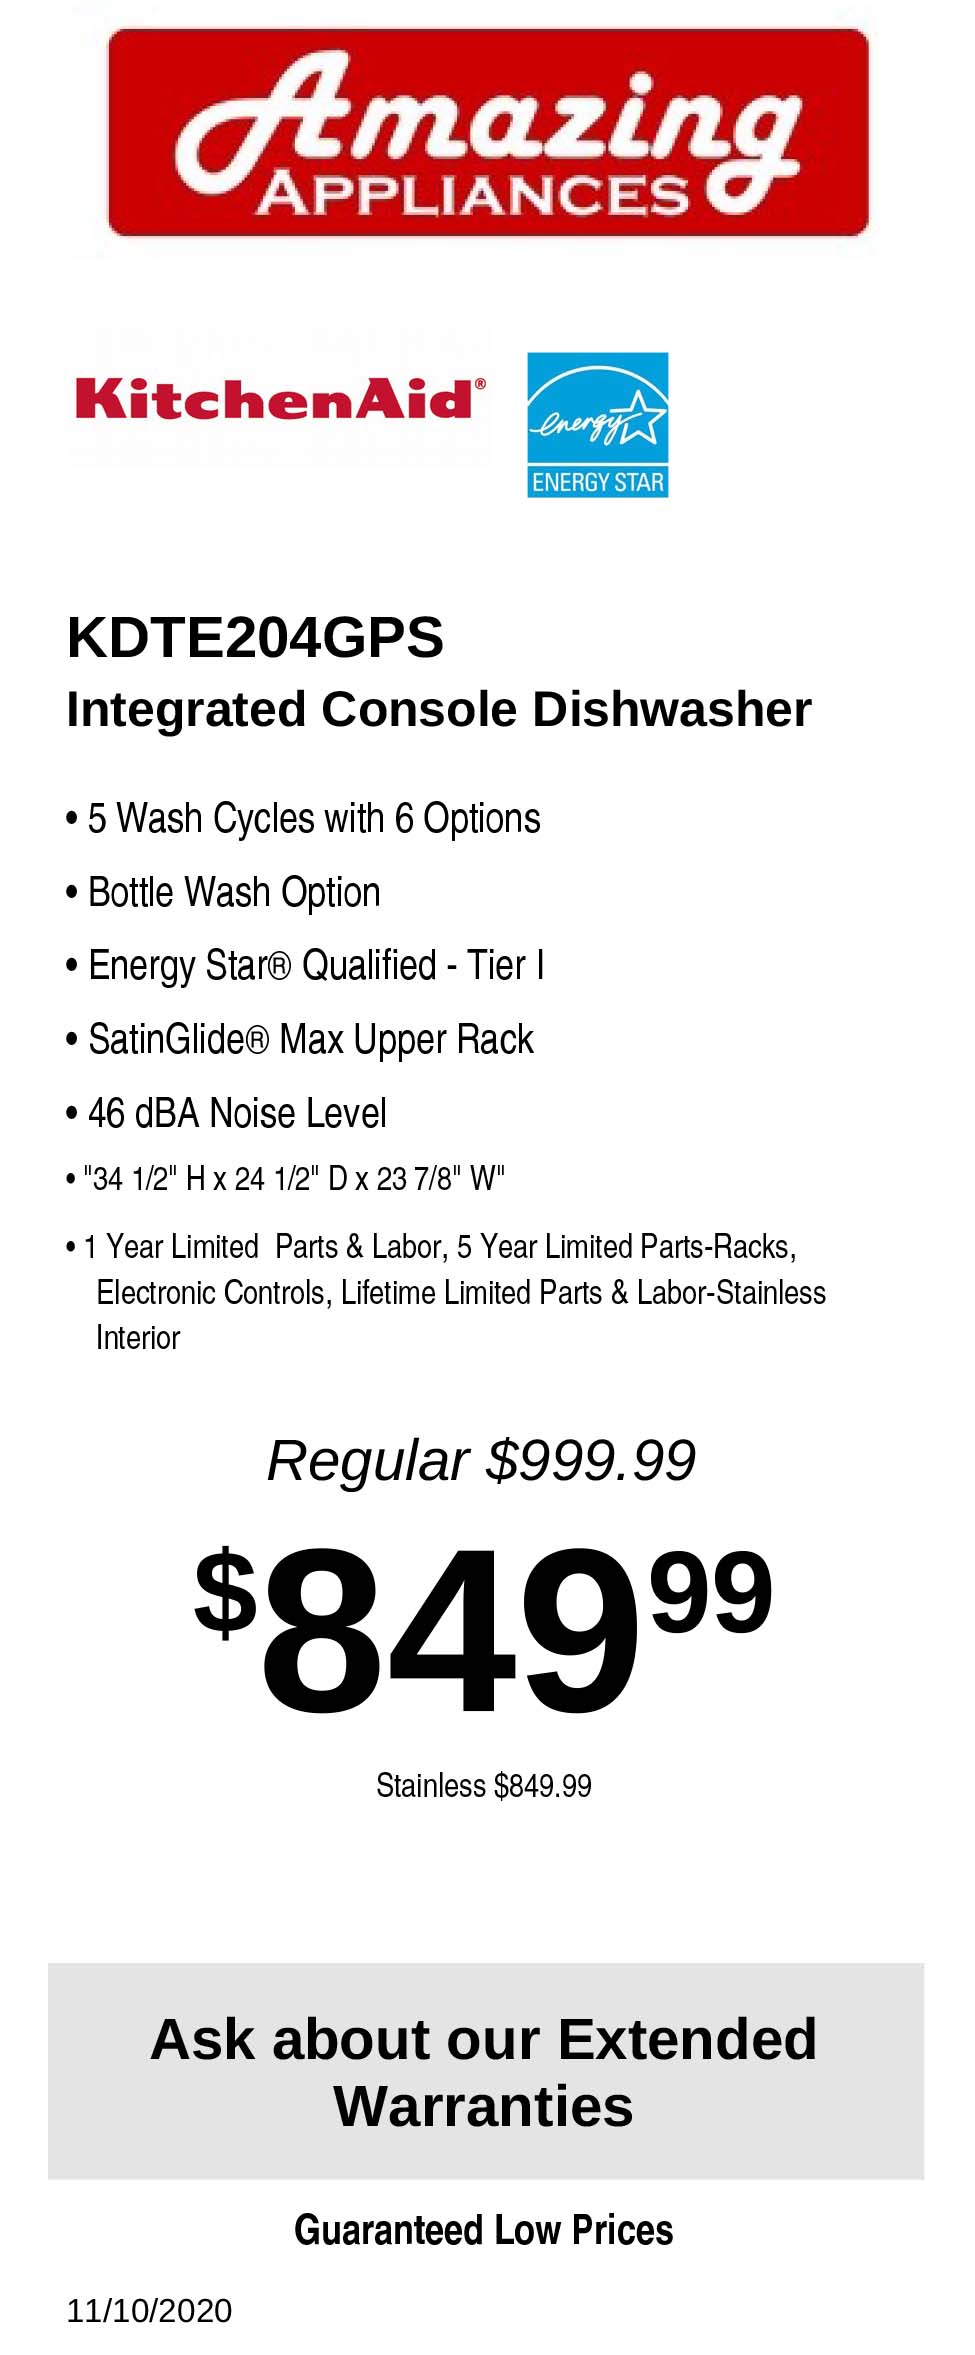 Amazing
APPLIANCES
KitchenAid®
energy
ENERGY STAR
KDTE204GPS
Integrated Console Dishwasher
• 5 Wash Cycles with 6 Options
• Bottle Wash Option
• Energy Star® Qualified - Tier I
• SatinGlide® Max Upper Rack
• 46 dBA Noise Level
• "34 1/2" H x 24 1/2" D x 23 7/8" W"
• 1 Year Limited  Parts & Labor, 5 Year Limited Parts-Racks,
Electronic Controls, Lifetime Limited Parts & Labor-Stainless
Interior
Regular $999.99
$849 99
Stainless $849.99
Ask about our Extended
Warranties
Guaranteed Low Prices
11/10/2020